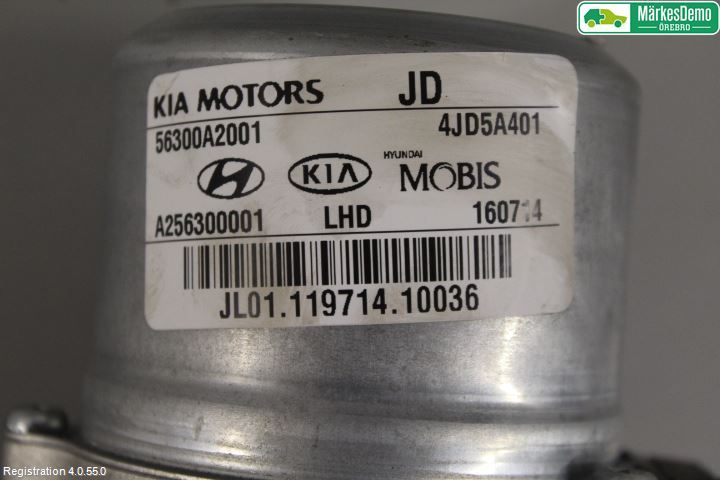 MärkesDemo
ÖREBRO
KIA MOTORS JD
56300A2001 4JD5A401
KIA HYUNDAI MOBIS
A256300001 LHD 160714
JL01.119714.10036
Registration 4.0.55.0